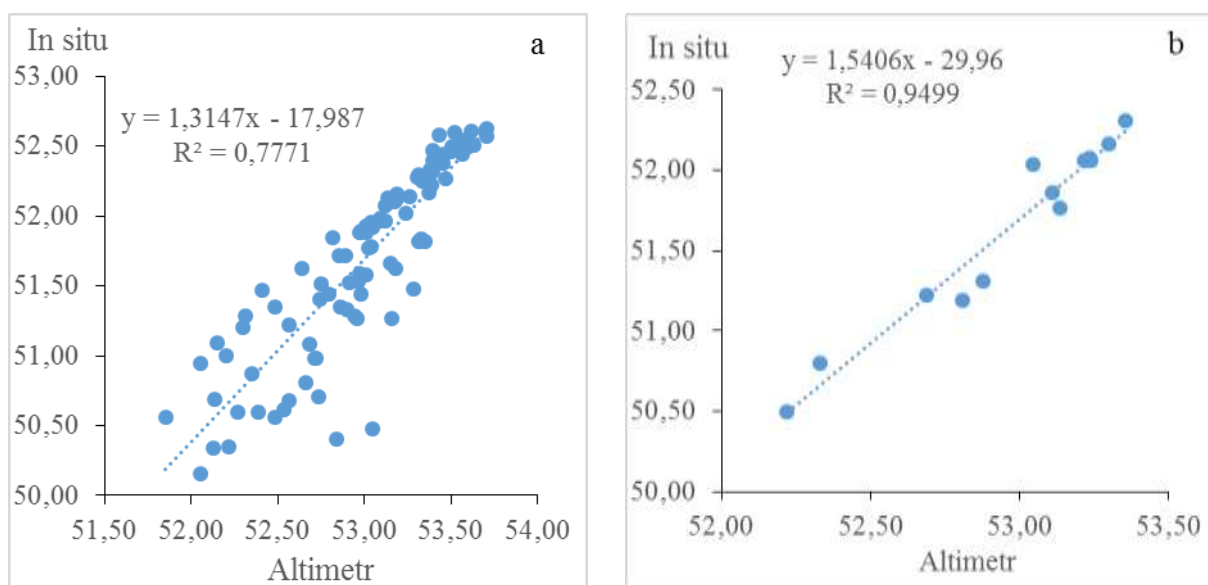 In situ
a
53,00
y = 1,3147x - 17,987
R² = 0,7771
52,50
52,00
51,50
51,00
50,50
50,00
51,50 52,00 52,50 53,00 53,50 54,00
Altimetr
In situ
b
y = 1,5406x - 29,96
R² = 0,9499
52,50
52,00
51,50
51,00
50,50
50,00
52,00 52,50 53,00 53,50
Altimetr